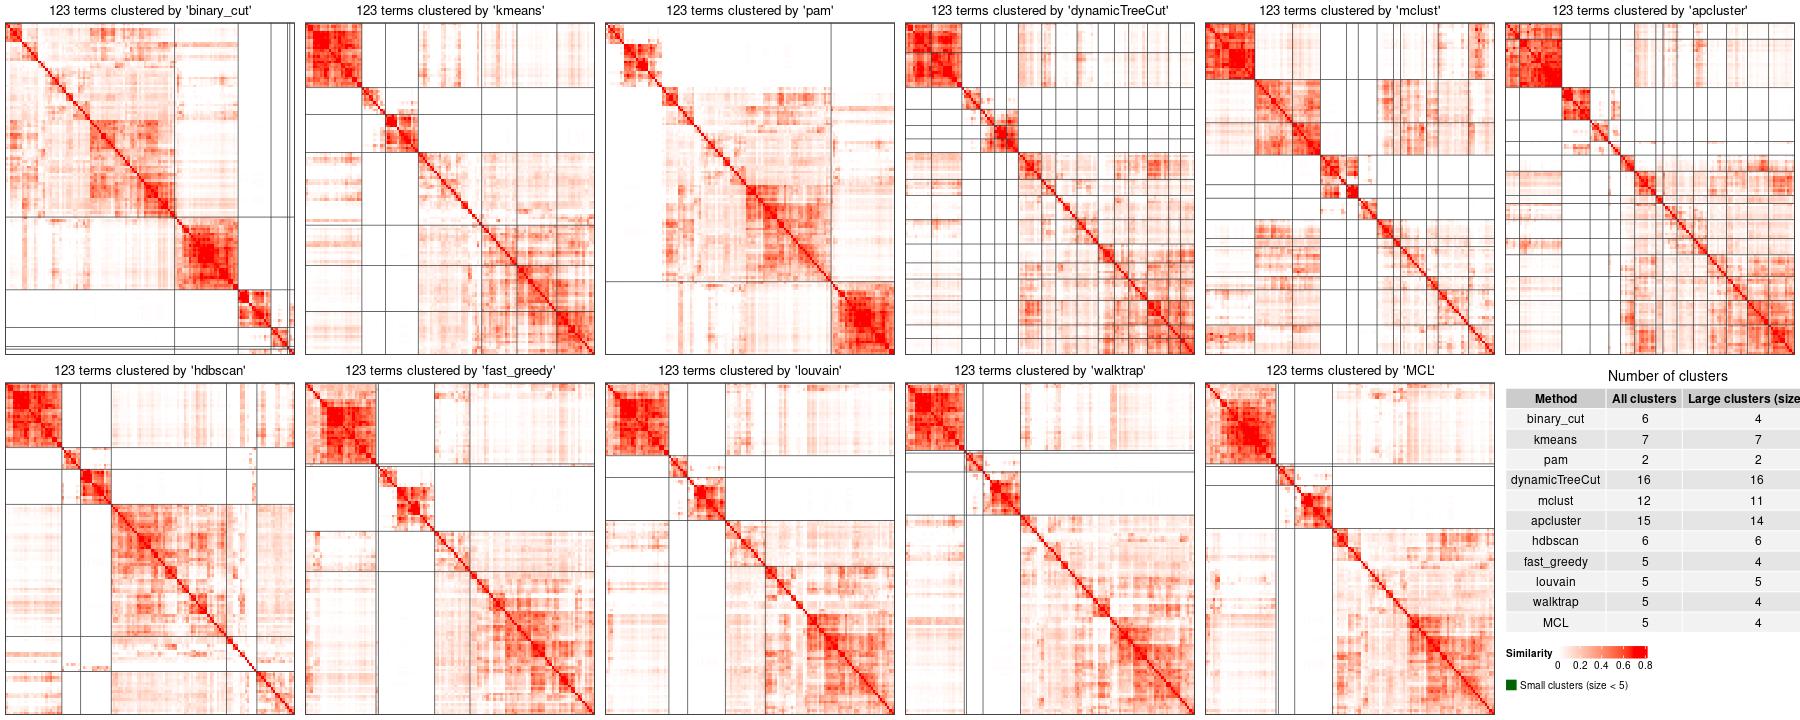 123 terms clustered by 'binary_cut'
123 terms clustered by 'kmeans'
123 terms clustered by 'pam'
123 terms clustered by 'dynamicTreeCut'
123 terms clustered by 'mclust'
123 terms clustered by 'apcluster'
123 terms clustered by 'hdbscan'
123 terms clustered by 'fast_greedy'
123 terms clustered by 'louvain'
123 terms clustered by 'walktrap'
123 terms clustered by 'MCL'
Number of clusters
Method All clusters Large clusters (size
binary_cut 6 4
kmeans 7 7
pam 2 2
dynamicTreeCut 16 16
mclust 12 11
apcluster 15 14
hdbscan 6 6
fast_greedy 5 4
louvain 5 5
walktrap 5 4
MCL 5 4
Similarity
0 0.2 0.4 0.6 0.8
Small clusters (size < 5)